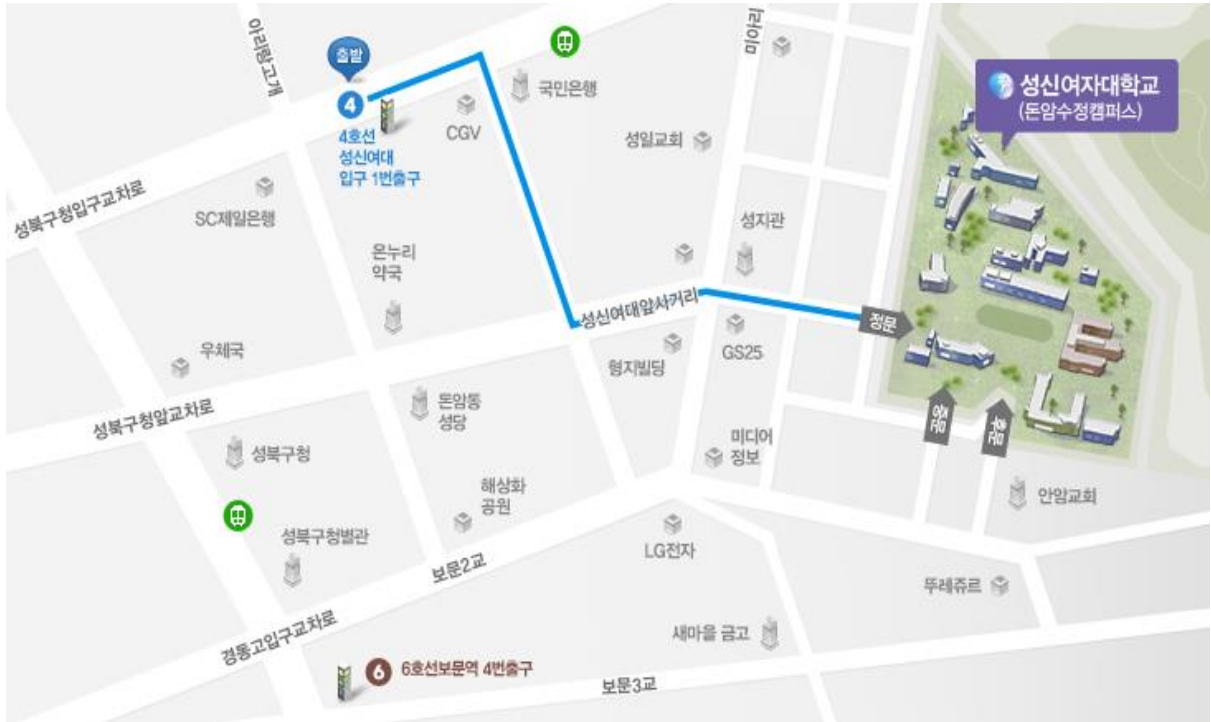 아리랑고개
출발
4
4호선
성신여대
입구 1번출구
CGV
국민은행
미아리
성신여자대학교
(돈암수정캠퍼스)
성일교회
성북구청입구교차로
SC제일은행
온누리
약국
성지관
성신여대앞사거리
정문
우체국
형지빌딩
GS25
성북구청앞교차로
돈암동
성당
중문
후문
성북구청
미디어
정보
해상화
공원
안암교회
성북구청별관
LG전자
보문2교
뚜레쥬르
경동고입구교차로
새마을 금고
6
6호선보문역 4번출구
보문3교